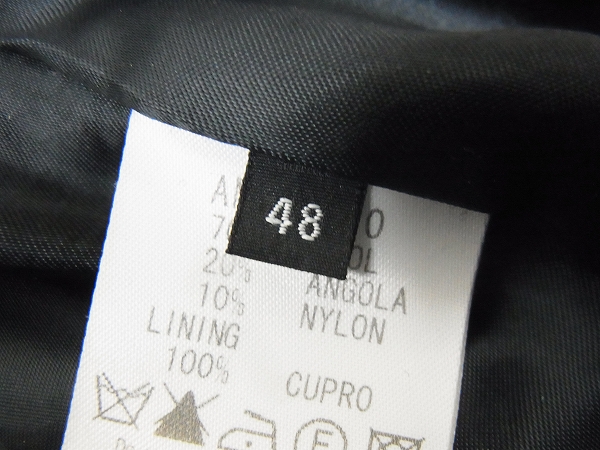 48
20%
10% ANGOLA
LINING NYLON
100%
CUPRO
F